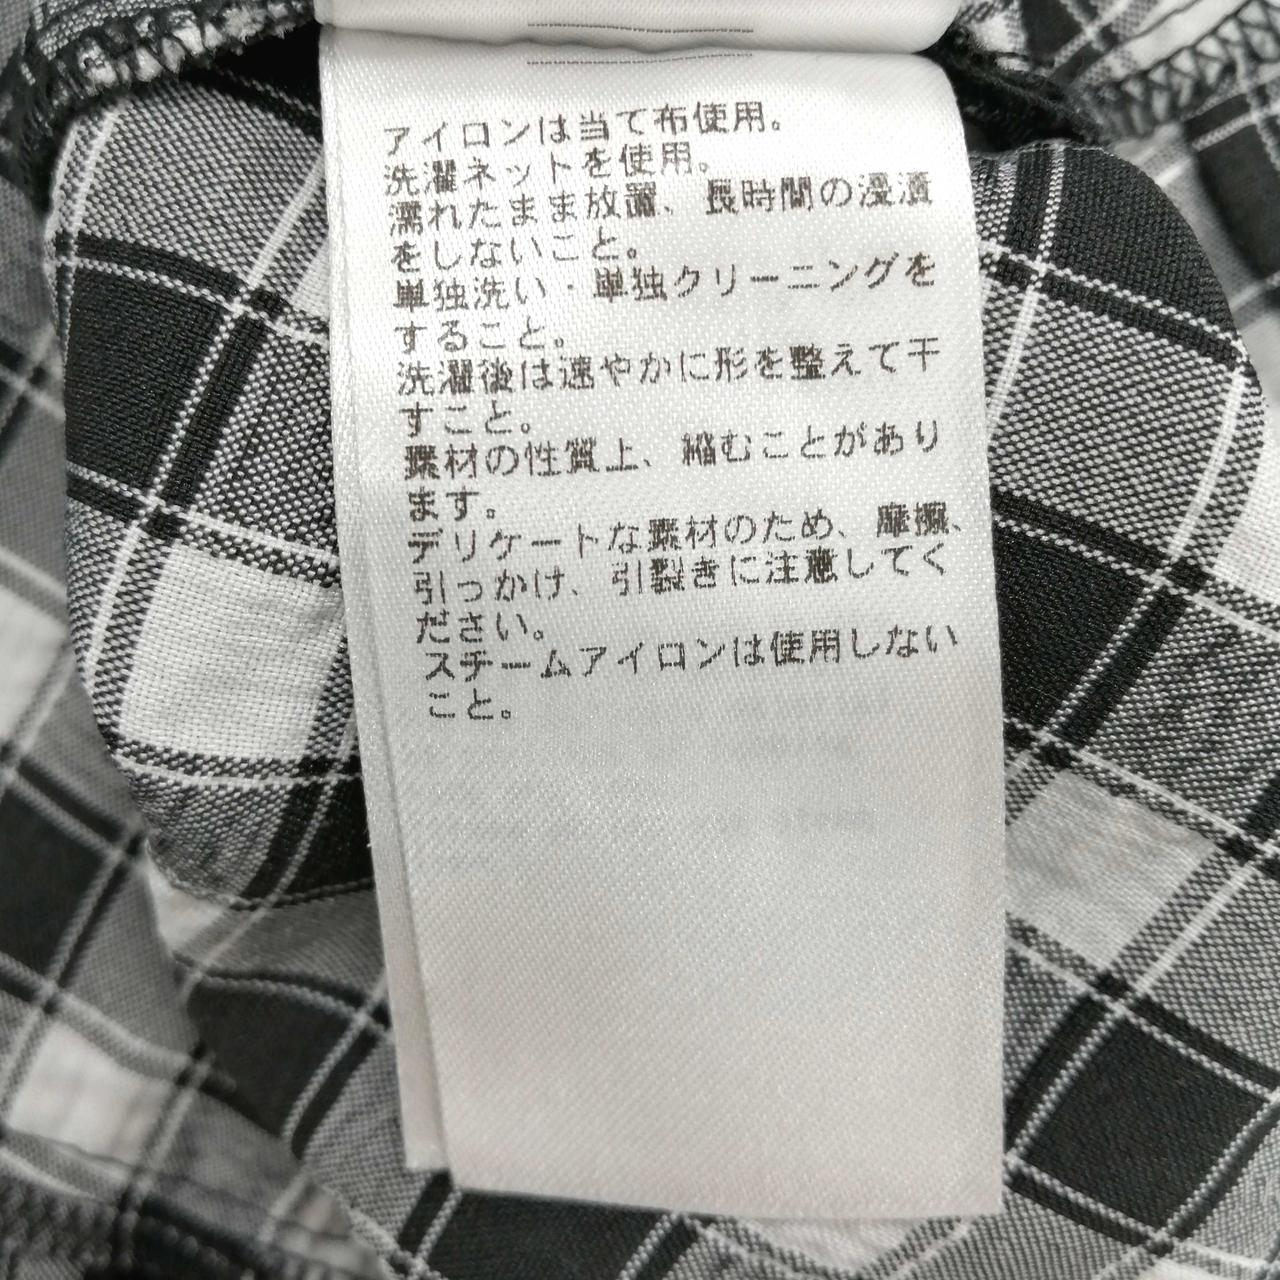 アイロンは当て布使用。
洗濯ネットを使用。
濡れたまま放置、長時間の浸漬
をしないこと。
単独洗い・単独クリーニングを
すること。
洗濯後は速やかに形を整えて干
すこと。
素材の性質上、縮むことがあり
ます。
デリケートな素材のため、摩擦、
引っかけ、引裂きに注意してく
ださい。
スチームアイロンは使用しない
こと。